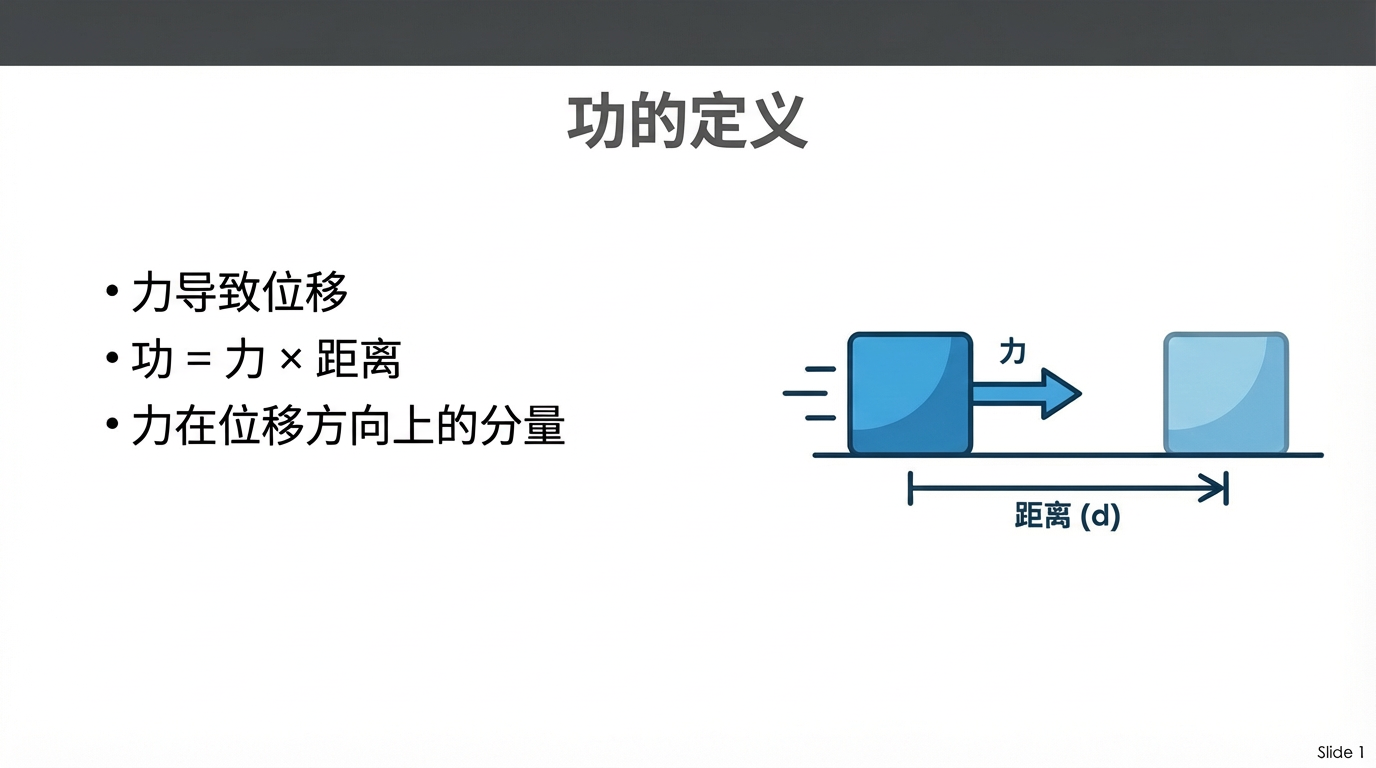 功的定义
• 力导致位移
• 功 = 力 × 距离
• 力在位移方向上的分量
力
距离 (d)
Slide 1